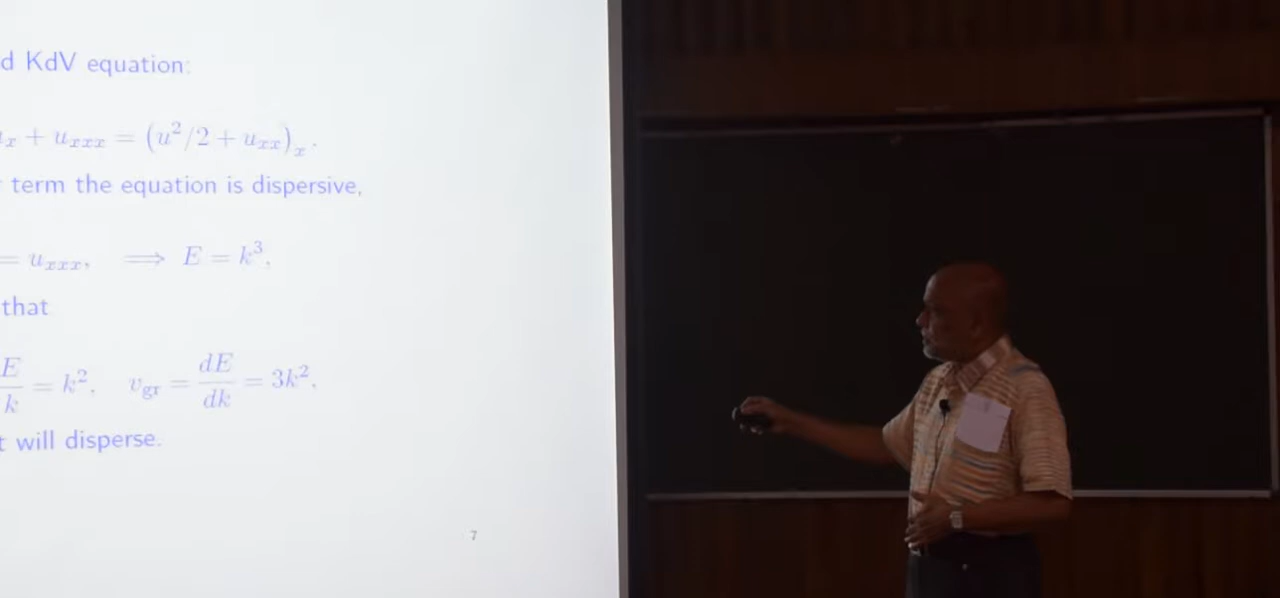 d KdV equation:
x + uxxx = (u²/2 + uxx)x.
term the equation is dispersive,
= uxxx, ⟹ E = k³,
that
E/k = k², vgr = dE/dk = 3k².
t will disperse.
7